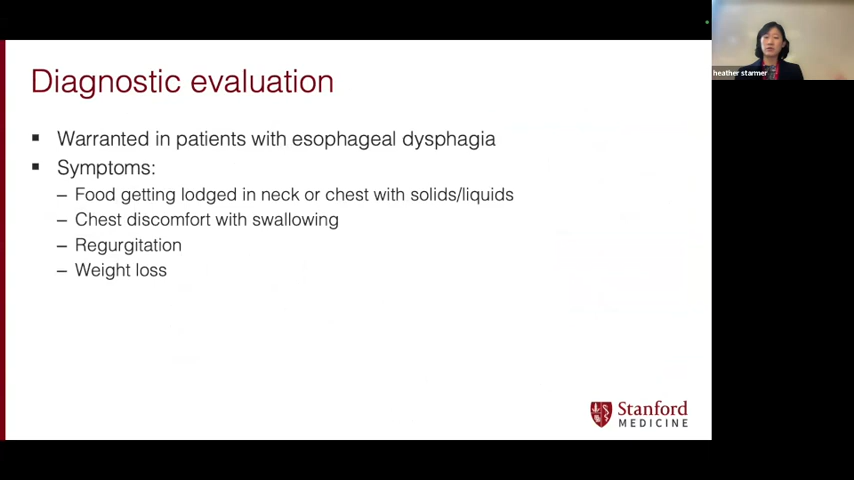 heather starmer
Diagnostic evaluation
▪ Warranted in patients with esophageal dysphagia
▪ Symptoms:
– Food getting lodged in neck or chest with solids/liquids
– Chest discomfort with swallowing
– Regurgitation
– Weight loss
Stanford
MEDICINE